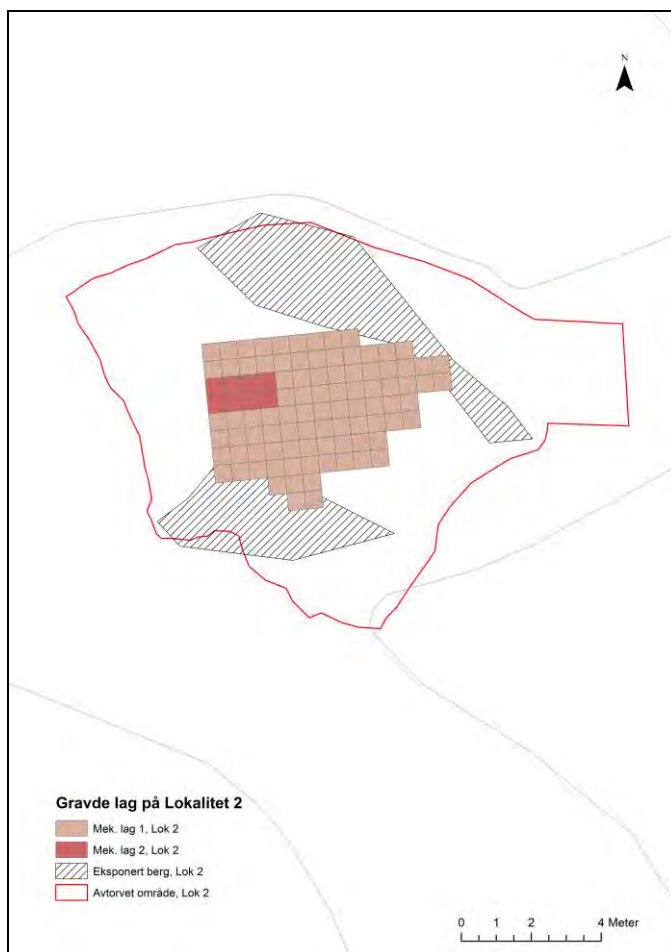 N
Gravde lag på Lokalitet 2
Mek. lag 1, Lok 2
Mek. lag 2, Lok 2
Eksponert berg, Lok 2
Avtorvet område, Lok 2
0 1 2 4 Meter